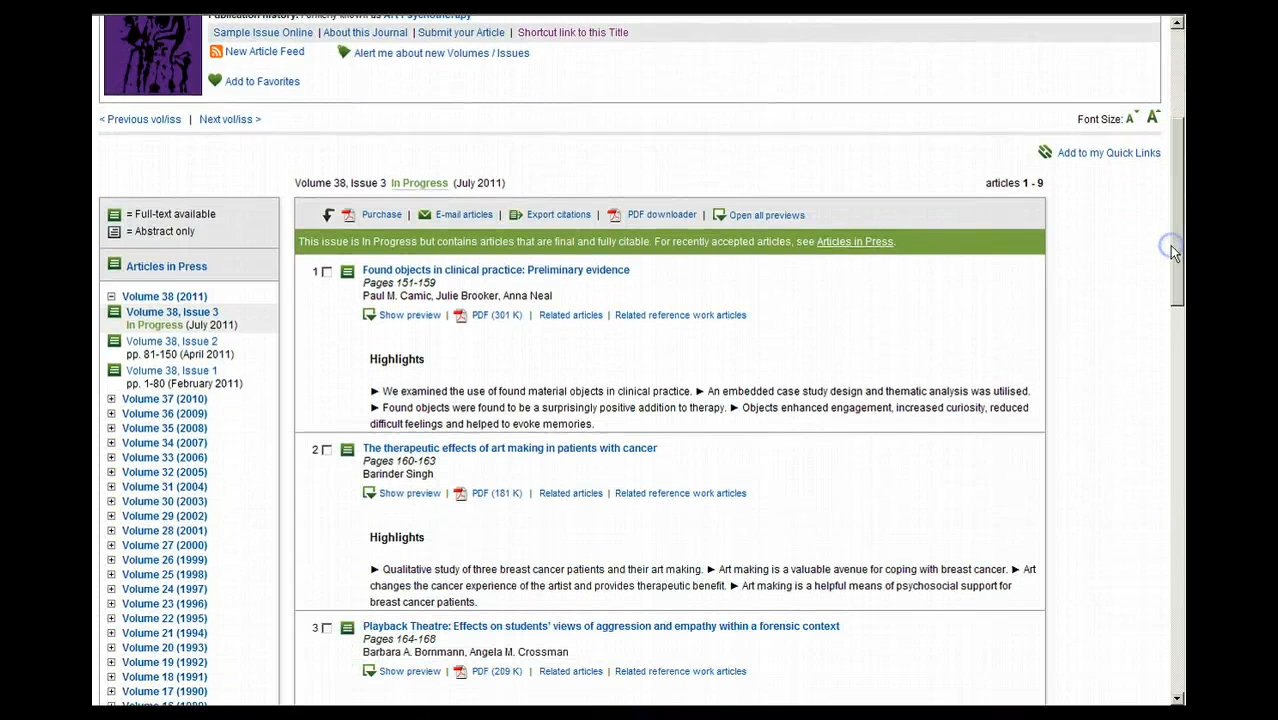 Publication history: Formerly known as Art Psychotherapy
Sample Issue Online | About this Journal | Submit your Article | Shortcut link to this Title
New Article Feed Alert me about new Volumes / Issues
Add to Favorites
< Previous vol/iss | Next vol/iss >
Font Size: A A
Add to my Quick Links
Volume 38, Issue 3 In Progress (July 2011) articles 1 - 9
= Full-text available
= Abstract only
Articles in Press
Volume 38 (2011)
Volume 38, Issue 3
In Progress (July 2011)
Volume 38, Issue 2
pp. 81-150 (April 2011)
Volume 38, Issue 1
pp. 1-80 (February 2011)
Volume 37 (2010)
Volume 36 (2009)
Volume 35 (2008)
Volume 34 (2007)
Volume 33 (2006)
Volume 32 (2005)
Volume 31 (2004)
Volume 30 (2003)
Volume 29 (2002)
Volume 28 (2001)
Volume 27 (2000)
Volume 26 (1999)
Volume 25 (1998)
Volume 24 (1997)
Volume 23 (1996)
Volume 22 (1995)
Volume 21 (1994)
Volume 20 (1993)
Volume 19 (1992)
Volume 18 (1991)
Volume 17 (1990)
Purchase | E-mail articles | Export citations | PDF downloader | Open all previews
This issue is In Progress but contains articles that are final and fully citable. For recently accepted articles, see Articles in Press.
1 Found objects in clinical practice: Preliminary evidence
Pages 151-159
Paul M. Camic, Julie Brooker, Anna Neal
Show preview | PDF (301 K) | Related articles | Related reference work articles
Highlights
► We examined the use of found material objects in clinical practice. ► An embedded case study design and thematic analysis was utilised.
► Found objects were found to be a surprisingly positive addition to therapy. ► Objects enhanced engagement, increased curiosity, reduced
difficult feelings and helped to evoke memories.
2 The therapeutic effects of art making in patients with cancer
Pages 160-163
Barinder Singh
Show preview | PDF (181 K) | Related articles | Related reference work articles
Highlights
► Qualitative study of three breast cancer patients and their art making. ► Art making is a valuable avenue for coping with breast cancer. ► Art
changes the cancer experience of the artist and provides therapeutic benefit. ► Art making is a helpful means of psychosocial support for
breast cancer patients.
3 Playback Theatre: Effects on students' views of aggression and empathy within a forensic context
Pages 164-168
Barbara A. Bornmann, Angela M. Crossman
Show preview | PDF (209 K) | Related articles | Related reference work articles